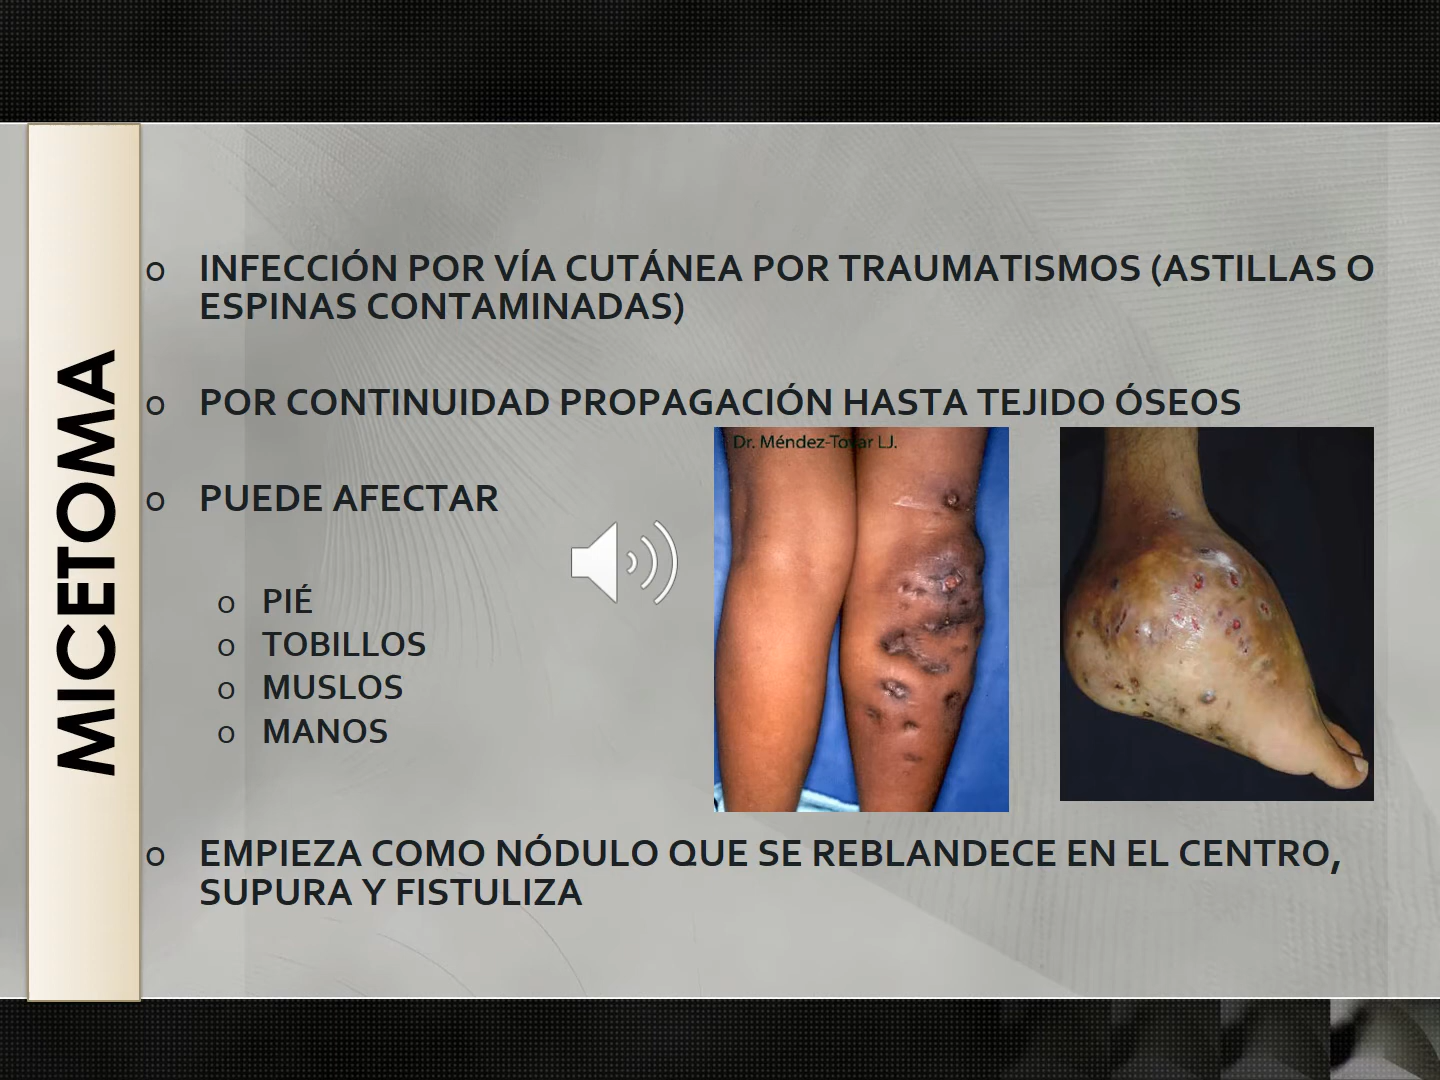 MICETOMA
o INFECCIÓN POR VÍA CUTÁNEA POR TRAUMATISMOS (ASTILLAS O
ESPINAS CONTAMINADAS)
o POR CONTINUIDAD PROPAGACIÓN HASTA TEJIDO ÓSEOS
o PUEDE AFECTAR
o PIÉ
o TOBILLOS
o MUSLOS
o MANOS
Dr. Méndez-Tovar LJ.
o EMPIEZA COMO NÓDULO QUE SE REBLANDECE EN EL CENTRO,
SUPURA Y FISTULIZA